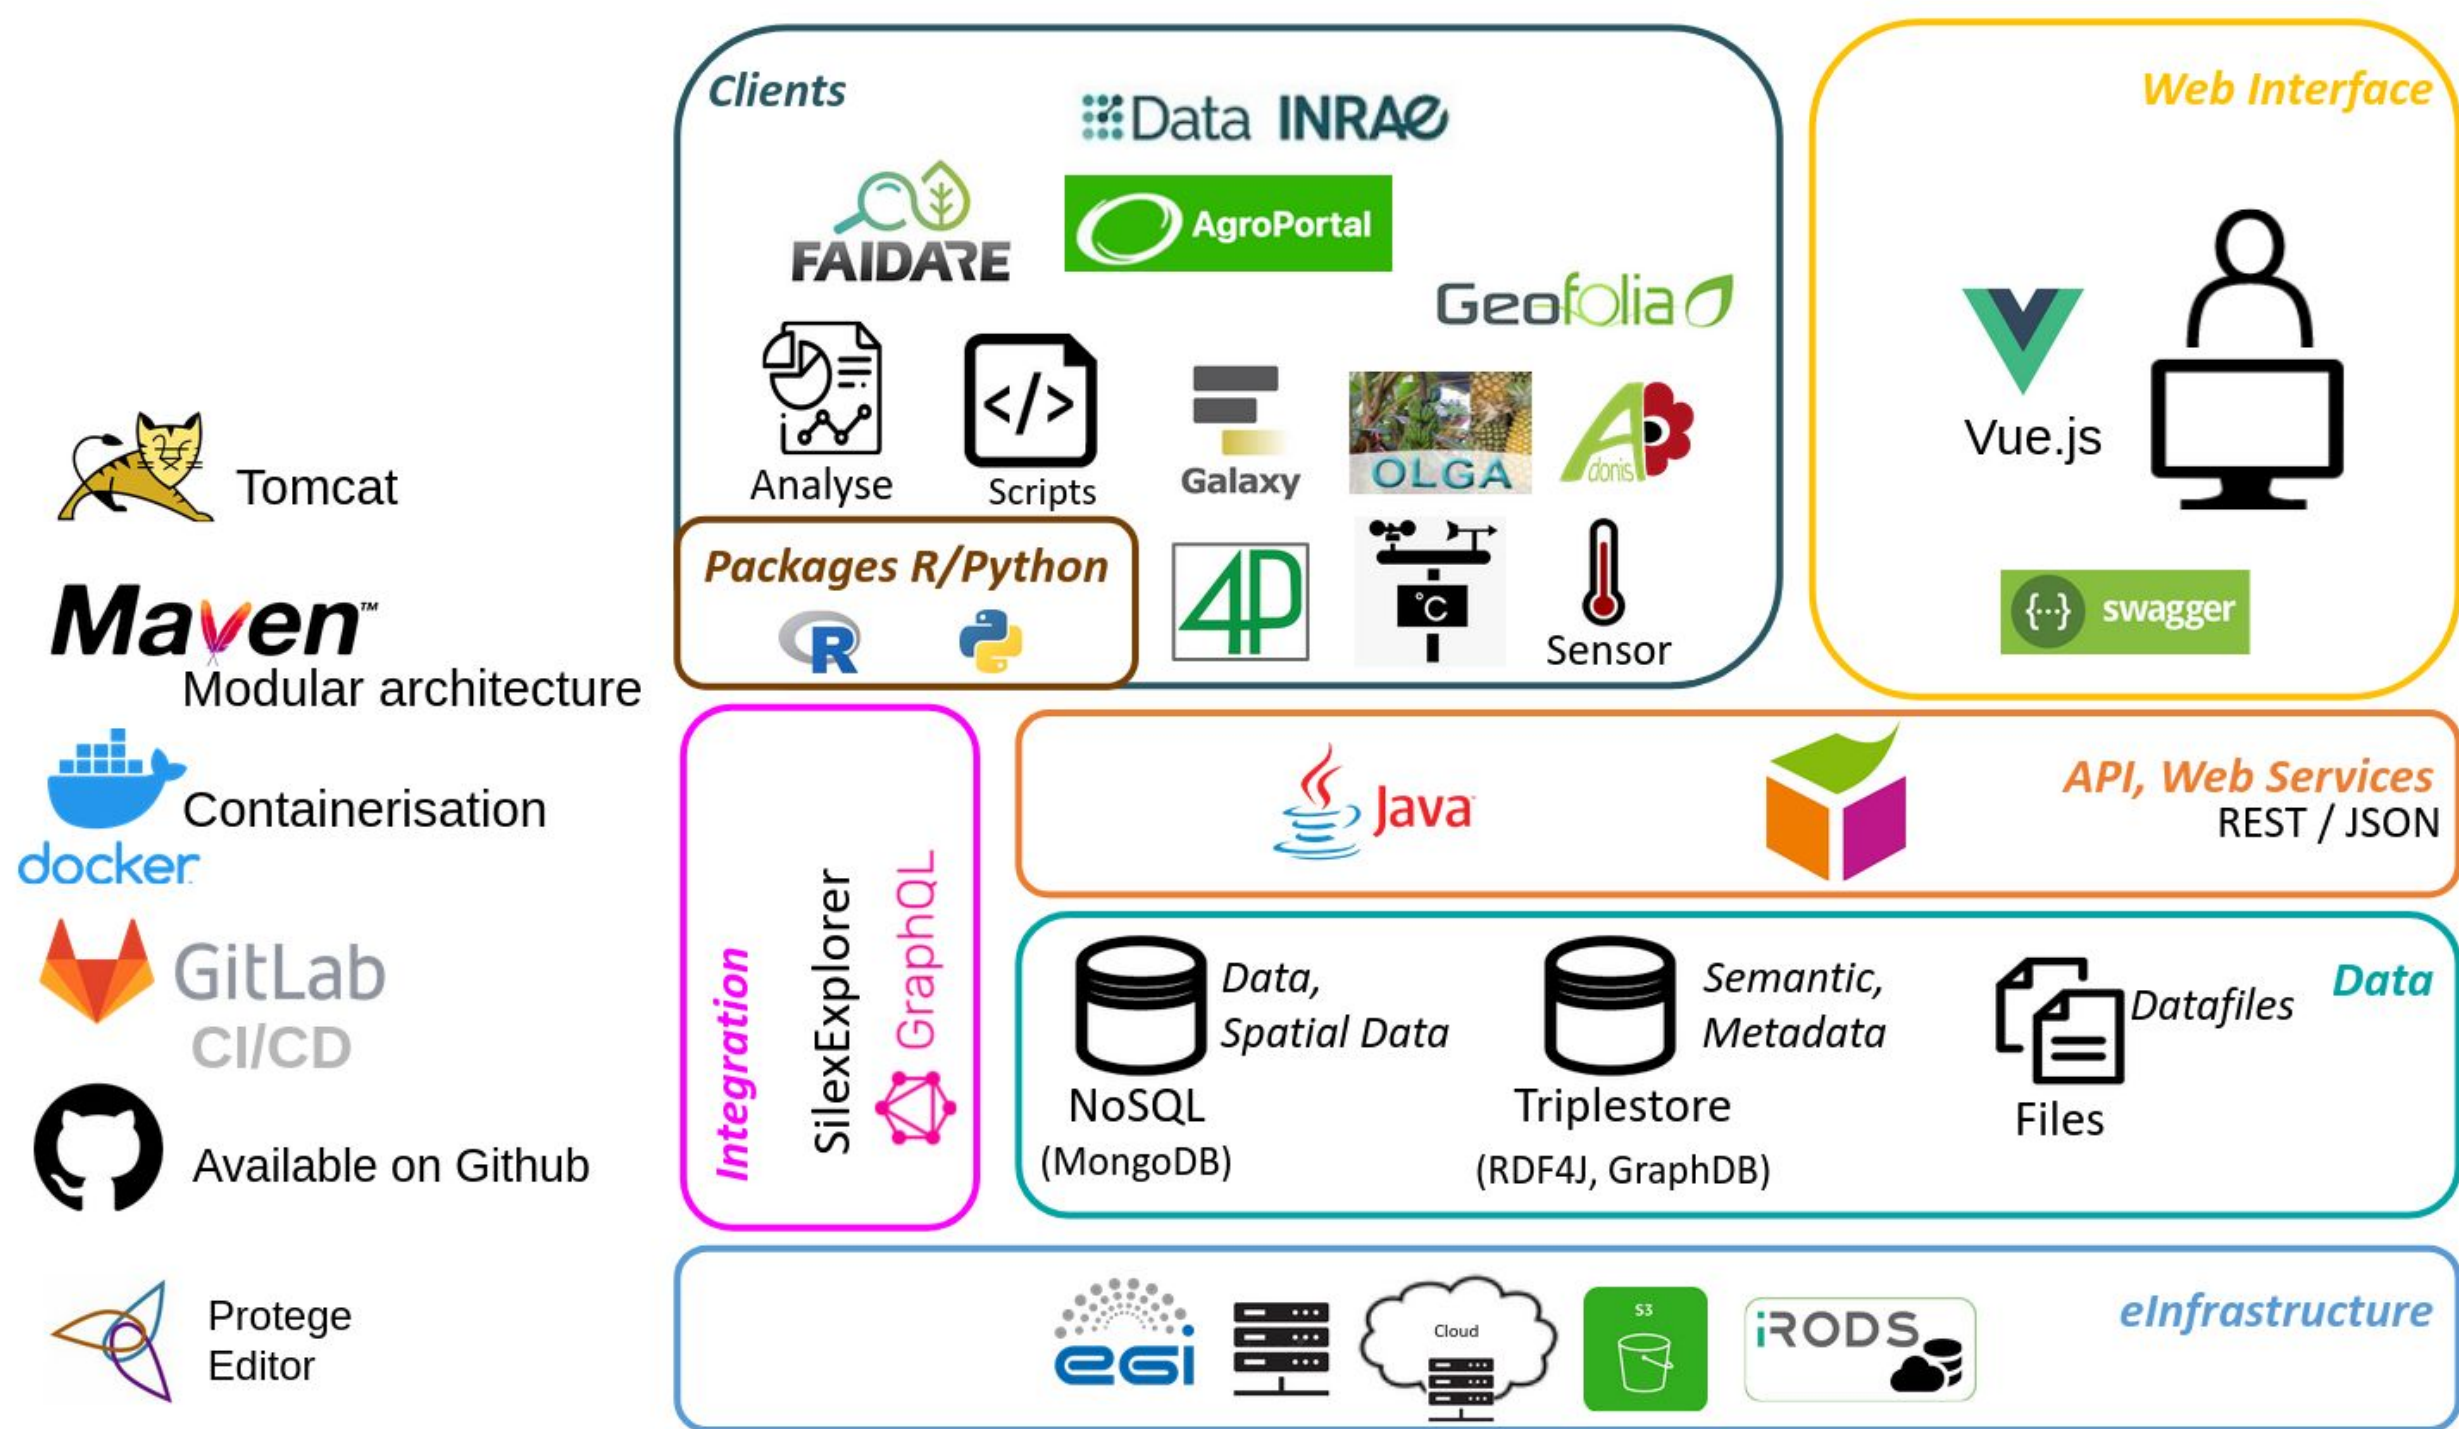 Tomcat
Maven™
Modular architecture
Containerisation
docker
GitLab
CI/CD
Available on Github
Protege
Editor
Clients
Data INRAE
FAIDARE
AgroPortal
Geofolia
Analyse
Scripts
</>
Galaxy
OLGA
Adonis
Packages R/Python
R
4P
°C
Sensor
Web Interface
Vue.js
{···} swagger
Integration
SilexExplorer
GraphQL
Java
API, Web Services
REST / JSON
Data
Data,
Spatial Data
NoSQL
(MongoDB)
Semantic,
Metadata
Triplestore
(RDF4J, GraphDB)
Datafiles
Files
eInfrastructure
eGi
Cloud
S3
iRODS